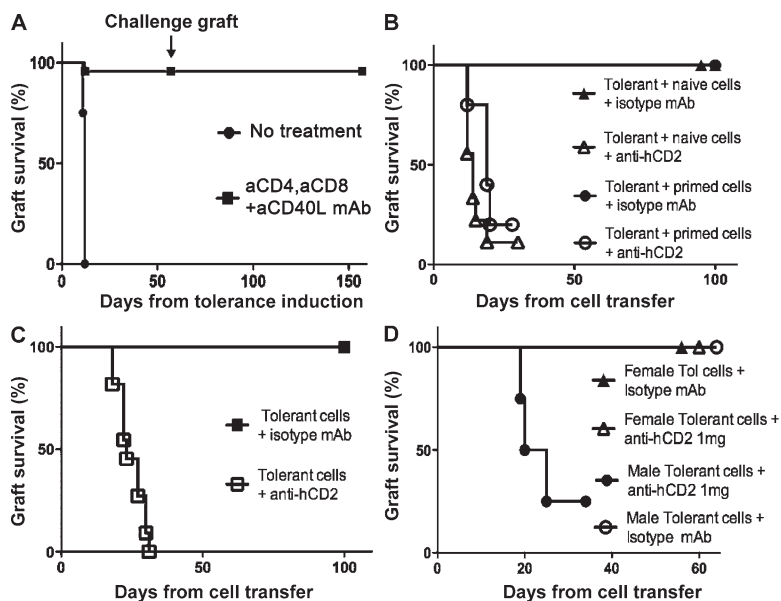 A
Challenge graft
Graft survival (%)
100
50
0
No treatment
aCD4,aCD8
+aCD40L mAb
0
50
100
150
Days from tolerance induction
B
Graft survival (%)
100
50
0
Tolerant + naive cells
+ isotype mAb
Tolerant + naive cells
+ anti-hCD2
Tolerant + primed cells
+ isotype mAb
Tolerant + primed cells
+ anti-hCD2
0
50
100
Days from cell transfer
C
Graft survival (%)
100
50
0
Tolerant cells
+ isotype mAb
Tolerant cells
+ anti-hCD2
0
50
100
Days from cell transfer
D
Graft survival (%)
100
50
0
Female Tol cells +
Isotype mAb
Female Tolerant cells +
anti-hCD2 1mg
Male Tolerant cells +
anti-hCD2 1mg
Male Tolerant cells +
Isotype mAb
0
20
40
60
Days from cell transfer